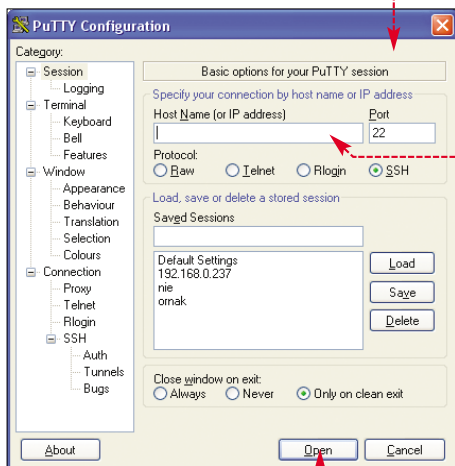 PuTTY Configuration
Category:
Session
Logging
Terminal
Keyboard
Bell
Features
Window
Appearance
Behaviour
Translation
Selection
Colours
Connection
Proxy
Telnet
Rlogin
SSH
Auth
Tunnels
Bugs
Basic options for your PuTTY session
Specify your connection by host name or IP address
Host Name (or IP address) Port
22
Protocol:
Raw Telnet Rlogin SSH
Load, save or delete a stored session
Saved Sessions
Default Settings
192.168.0.237
nie
ornak
Load
Save
Delete
Close window on exit:
Always Never Only on clean exit
About Open Cancel